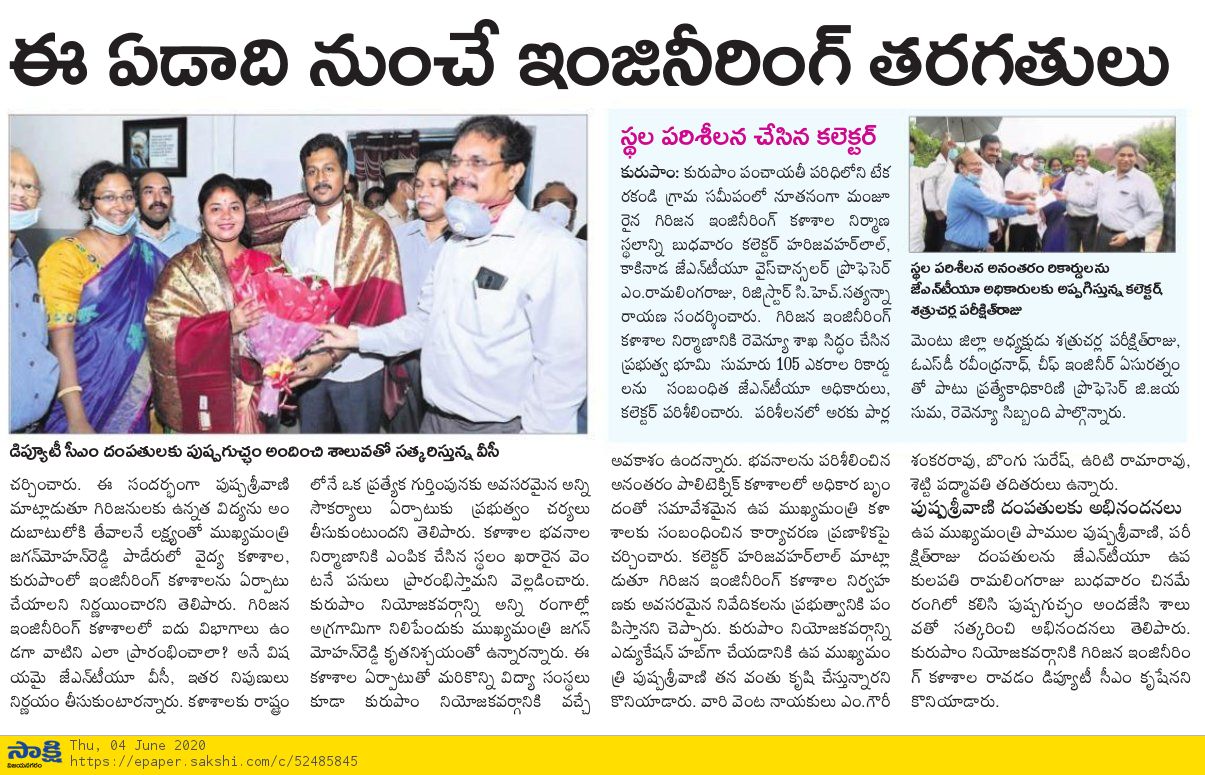 ఈ ఏడాది నుంచే ఇంజినీరింగ్ తరగతులు
డిప్యూటీ సీఎం దంపతులకు పుష్పగుచ్ఛం అందించి శాలువతో సత్కరిస్తున్న వీసీ
స్థల పరిశీలన చేసిన కలెక్టర్
కురుపాం: కురుపాం పంచాయతీ పరిధిలోని టేక
రకండి గ్రామ సమీపంలో నూతనంగా మంజూ
రైన గిరిజన ఇంజినీరింగ్ కళాశాల నిర్మాణ
స్థలాన్ని బుధవారం కలెక్టర్ హరిజవహర్‌లాల్,
కాకినాడ జేఎన్‌టీయూ వైస్‌చాన్సలర్ ప్రొఫెసర్
ఎం.రామలింగరాజు, రిజిస్ట్రార్ సి.హెచ్.సత్యన్నా
రాయణ సందర్శించారు. గిరిజన ఇంజినీరింగ్
కళాశాల నిర్మాణానికి రెవెన్యూ శాఖ సిద్ధం చేసిన
ప్రభుత్వ భూమి సుమారు 105 ఎకరాల రికార్డు
లను సంబంధిత జేఎన్‌టీయూ అధికారులు,
కలెక్టర్ పరిశీలించారు. పరిశీలనలో అరకు పార్ల
స్థల పరిశీలన అనంతరం రికార్డులను
జేఎన్‌టీయూ అధికారులకు అప్పగిస్తున్న కలెక్టర్,
శత్రుచర్ల పరీక్షిత్‌రాజు
మెంటు జిల్లా అధ్యక్షుడు శత్రుచర్ల పరీక్షిత్‌రాజు,
ఓఎస్‌డీ రవీంధ్రనాథ్, చీఫ్ ఇంజినీర్ ఏసురత్నం
తో పాటు ప్రత్యేకాధికారిణి ప్రొఫెసర్ జి.జయ
సుమ, రెవెన్యూ సిబ్బంది పాల్గొన్నారు.
చర్చించారు. ఈ సందర్భంగా పుష్పశ్రీవాణి
మాట్లాడుతూ గిరిజనులకు ఉన్నత విద్యను అం
దుబాటులోకి తేవాలనే లక్ష్యంతో ముఖ్యమంత్రి
జగన్‌మోహన్‌రెడ్డి పాడేరులో వైద్య కళాశాల,
కురుపాంలో ఇంజినీరింగ్ కళాశాలను ఏర్పాటు
చేయాలని నిర్ణయించారని తెలిపారు. గిరిజన
ఇంజినీరింగ్ కళాశాలలో ఐదు విభాగాలు ఉం
డగా వాటిని ఎలా ప్రారంభించాలా? అనే విష
యమై జేఎన్‌టీయూ వీసీ, ఇతర నిపుణులు
నిర్ణయం తీసుకుంటారన్నారు. కళాశాలకు రాష్ట్రం
లోనే ఒక ప్రత్యేక గుర్తింపునకు అవసరమైన అన్ని
సౌకర్యాలు ఏర్పాటుకు ప్రభుత్వం చర్యలు
తీసుకుంటుందని తెలిపారు. కళాశాల భవనాల
నిర్మాణానికి ఎంపిక చేసిన స్థలం ఖరారైన వెం
టనే పనులు ప్రారంభిస్తామని వెల్లడించారు.
కురుపాం నియోజకవర్గాన్ని అన్ని రంగాల్లో
అగ్రగామిగా నిలిపేందుకు ముఖ్యమంత్రి జగన్
మోహన్‌రెడ్డి కృతనిశ్చయంతో ఉన్నారన్నారు. ఈ
కళాశాల ఏర్పాటుతో మరికొన్ని విద్యా సంస్థలు
కూడా కురుపాం నియోజకవర్గానికి వచ్చే
అవకాశం ఉందన్నారు. భవనాలను పరిశీలించిన
అనంతరం పాలిటెక్నిక్ కళాశాలలో అధికార బృం
దంతో సమావేశమైన ఉప ముఖ్యమంత్రి కళా
శాలకు సంబంధించిన కార్యాచరణ ప్రణాళికపై
చర్చించారు. కలెక్టర్ హరిజవహర్‌లాల్ మాట్లా
డుతూ గిరిజన ఇంజినీరింగ్ కళాశాల నిర్వహ
ణకు అవసరమైన నివేదికలను ప్రభుత్వానికి పం
పిస్తానని చెప్పారు. కురుపాం నియోజకవర్గాన్ని
ఎడ్యుకేషన్ హబ్‌గా చేయడానికి ఉప ముఖ్యమం
త్రి పుష్పశ్రీవాణి తన వంతు కృషి చేస్తున్నారని
కొనియాడారు. వారి వెంట నాయకులు ఎం.గౌరీ
శంకరరావు, బొంగు సురేష్, ఉరిటి రామారావు,
శెట్టి పద్మావతి తదితరులు ఉన్నారు.
పుష్పశ్రీవాణి దంపతులకు అభినందనలు
ఉప ముఖ్యమంత్రి పాముల పుష్పశ్రీవాణి, పరీ
క్షిత్‌రాజు దంపతులను జేఎన్‌టీయూ ఉప
కులపతి రామలింగరాజు బుధవారం చినమే
రంగిలో కలిసి పుష్పగుచ్ఛం అందజేసి శాలు
వతో సత్కరించి అభినందనలు తెలిపారు.
కురుపాం నియోజకవర్గానికి గిరిజన ఇంజినీరిం
గ్ కళాశాల రావడం డిప్యూటీ సీఎం కృషేనని
కొనియాడారు.
సాక్షి
విజయనగరం
Thu, 04 June 2020
https://epaper.sakshi.com/c/52485845